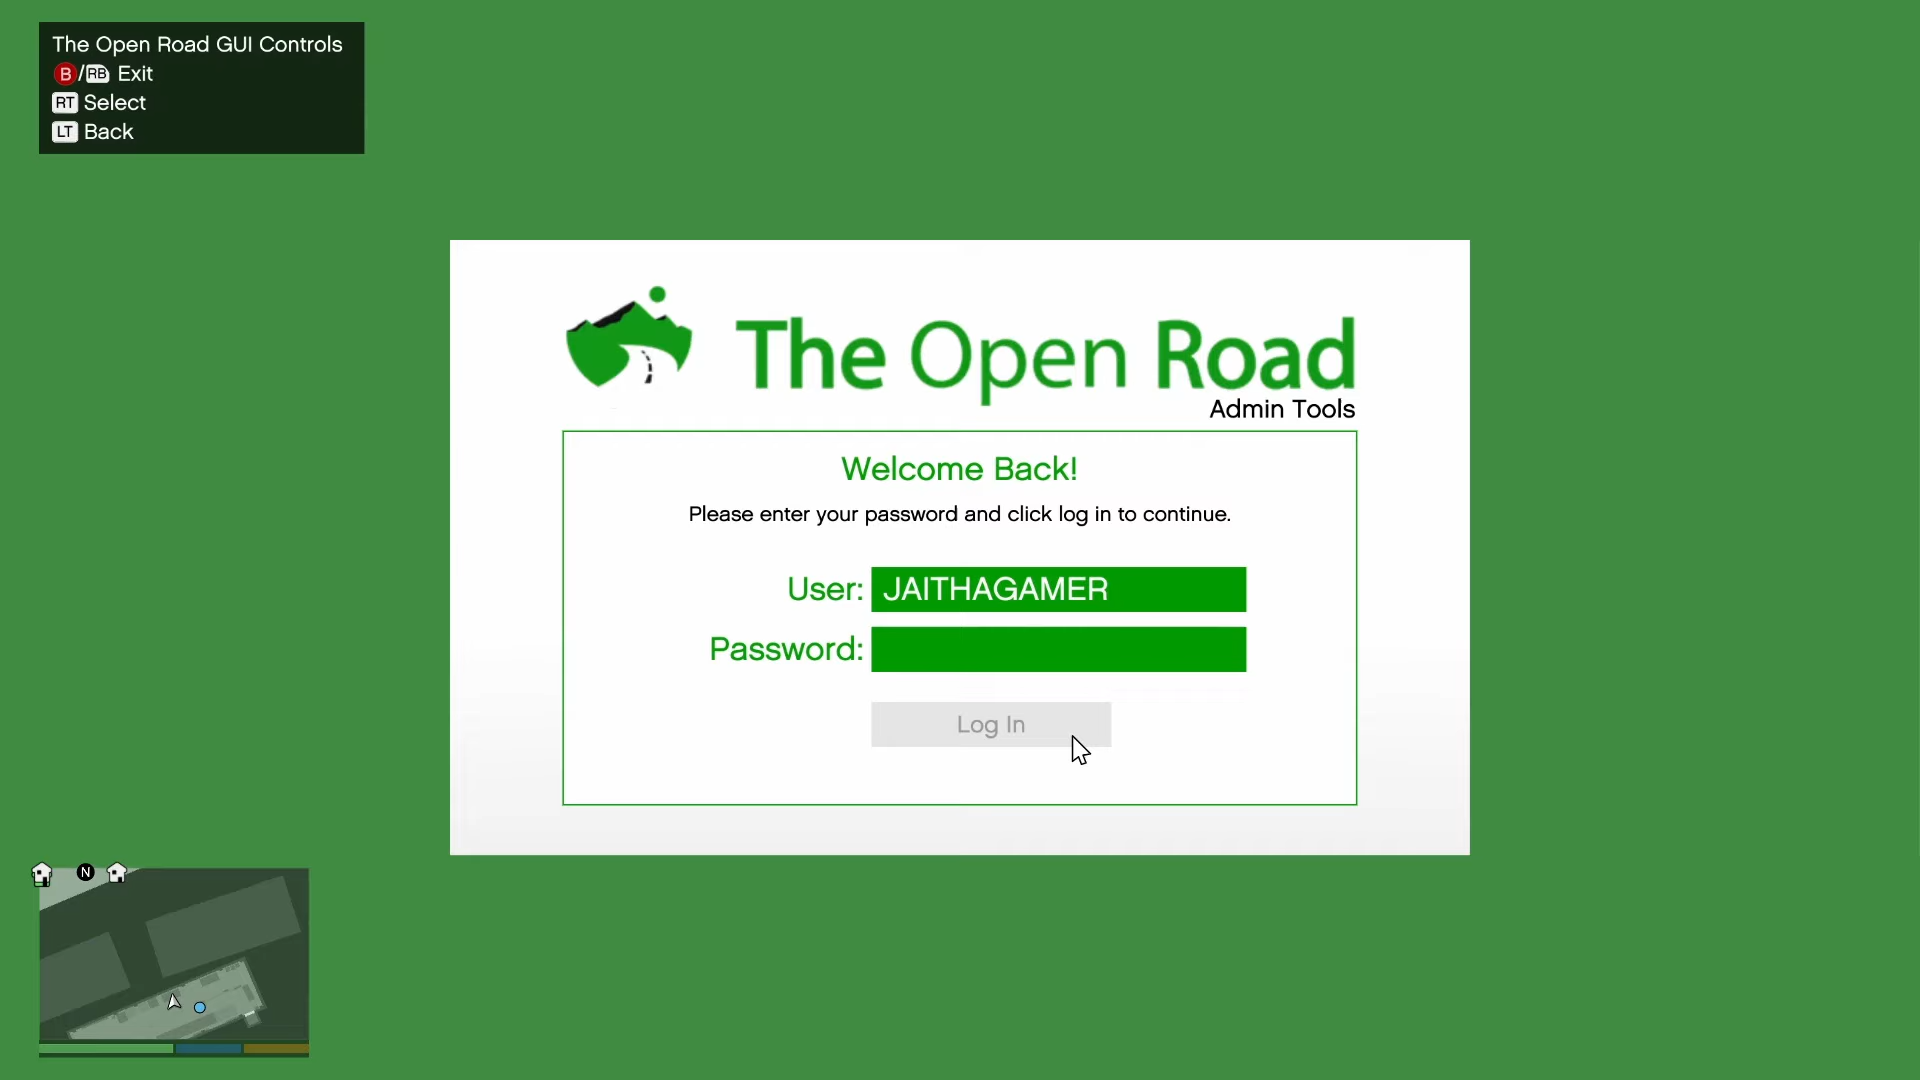 The Open Road GUI Controls
B/RB Exit
RT Select
LT Back
The Open Road
Admin Tools
Welcome Back!
Please enter your password and click log in to continue.
User: JAITHAGAMER
Password:
Log In
N